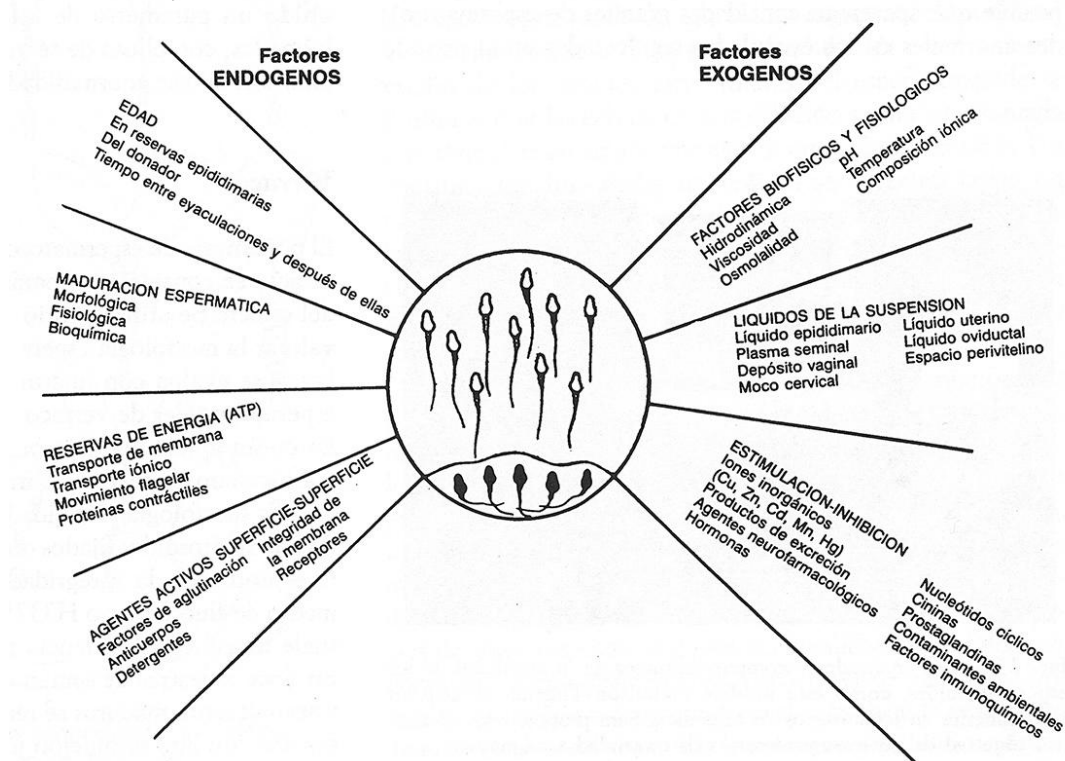 Factores
ENDOGENOS
EDAD
En reservas epididimarias
Del donador
Tiempo entre eyaculaciones y después de ellas
MADURACION ESPERMATICA
Morfológica
Fisiológica
Bioquímica
RESERVAS DE ENERGIA (ATP)
Transporte de membrana
Transporte iónico
Movimiento flagelar
Proteínas contráctiles
AGENTES ACTIVOS SUPERFICIE-SUPERFICIE
Factores de aglutinación
Anticuerpos
Detergentes
Integridad de
la membrana
Receptores
Factores
EXOGENOS
FACTORES BIOFISICOS Y FISIOLOGICOS
Hidrodinámica
Viscosidad
Osmolalidad
pH
Temperatura
Composición iónica
LIQUIDOS DE LA SUSPENSION
Líquido epididimario
Plasma seminal
Depósito vaginal
Moco cervical
Líquido uterino
Líquido oviductal
Espacio perivitelino
ESTIMULACION-INHIBICION
Iones inorgánicos
(Cu, Zn, Cd, Mn, Hg)
Productos de excreción
Agentes neurofarmacológicos
Hormonas
Nucleótidos cíclicos
Cininas
Prostaglandinas
Contaminantes ambientales
Factores inmunoquímicos